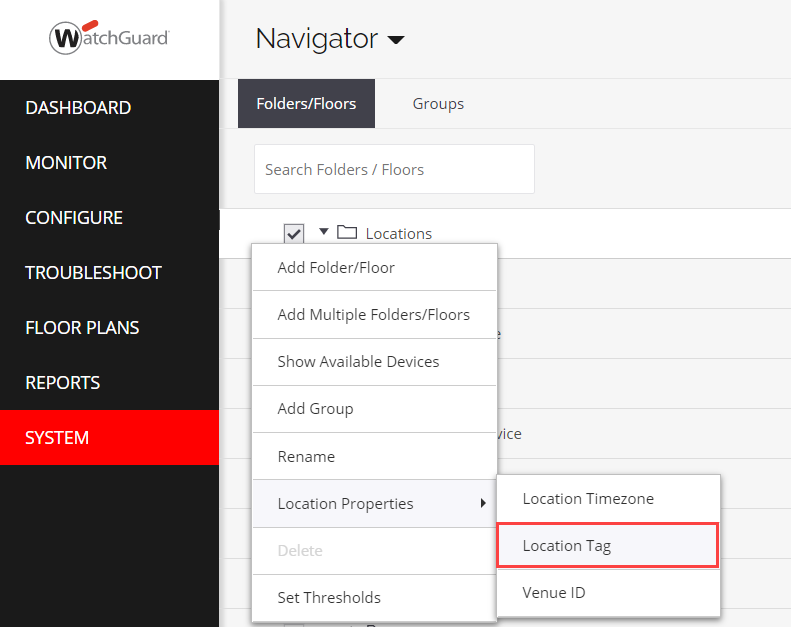 WatchGuard
Navigator
DASHBOARD
MONITOR
CONFIGURE
TROUBLESHOOT
FLOOR PLANS
REPORTS
SYSTEM
Folders/Floors
Groups
Search Folders / Floors
Locations
Add Folder/Floor
Add Multiple Folders/Floors
Show Available Devices
Add Group
Rename
Location Properties
Delete
Set Thresholds
Location Timezone
Location Tag
Venue ID